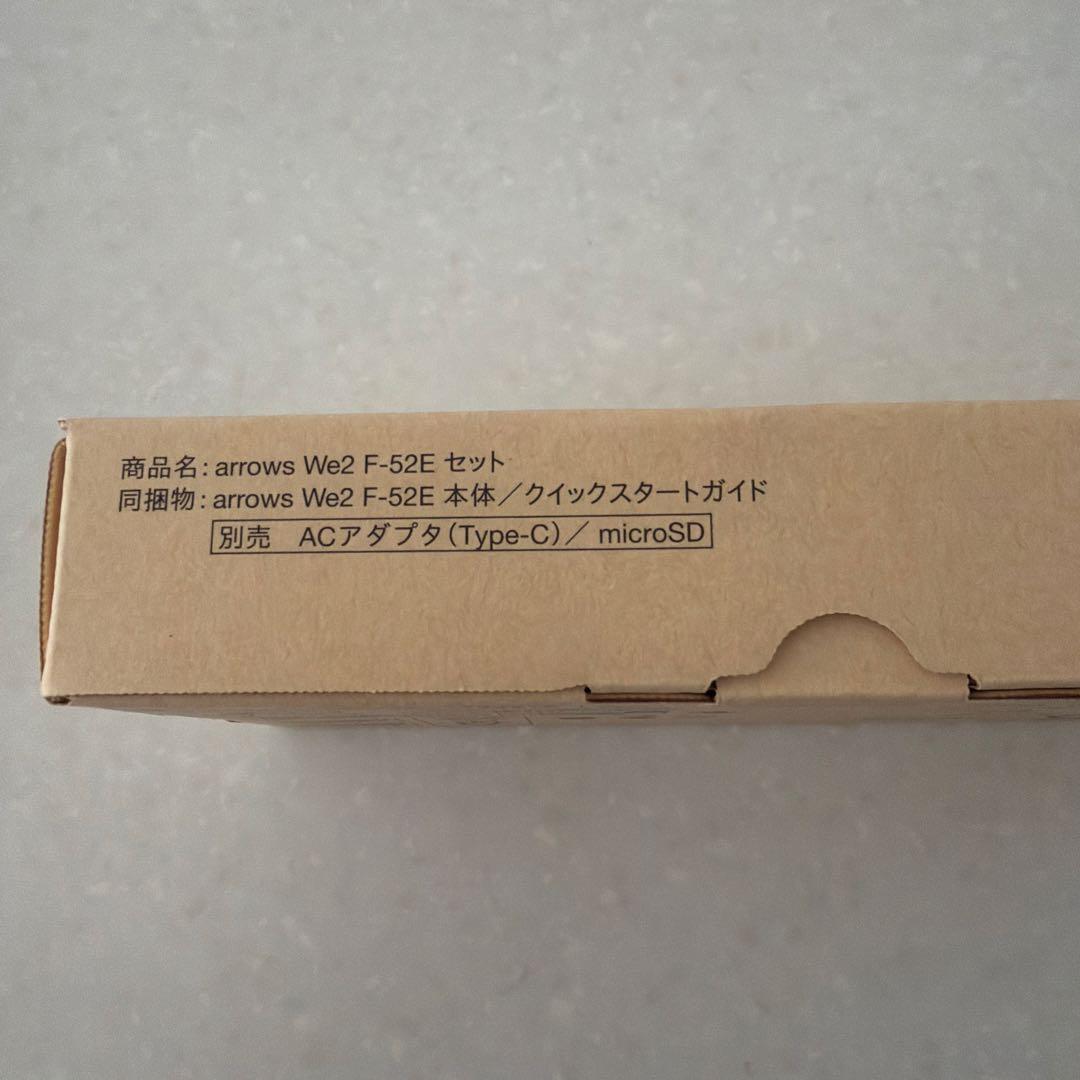 商品名：arrows We2 F-52E セット
同捆物：arrows We2 F-52E 本体／クイックスタートガイド
別売　ACアダプタ（Type-C）／ microSD